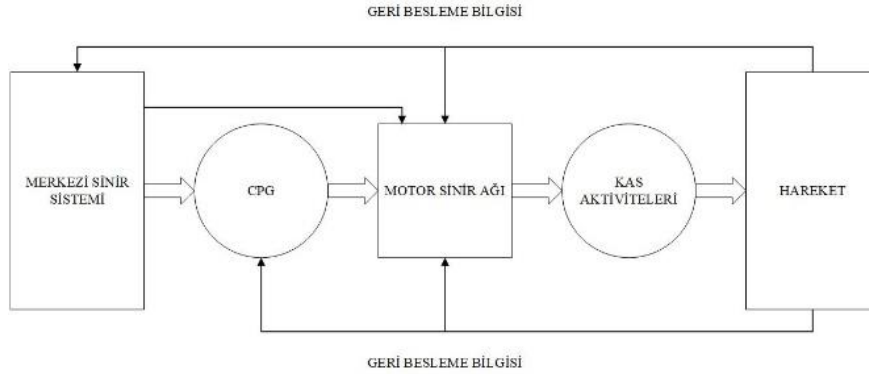 GERİ BESLEME BİLGİSİ
MERKEZİ SİNİR
SİSTEMİ
CPG
MOTOR SİNİR AĞI
KAS
AKTİVİTELERİ
HAREKET
GERİ BESLEME BİLGİSİ